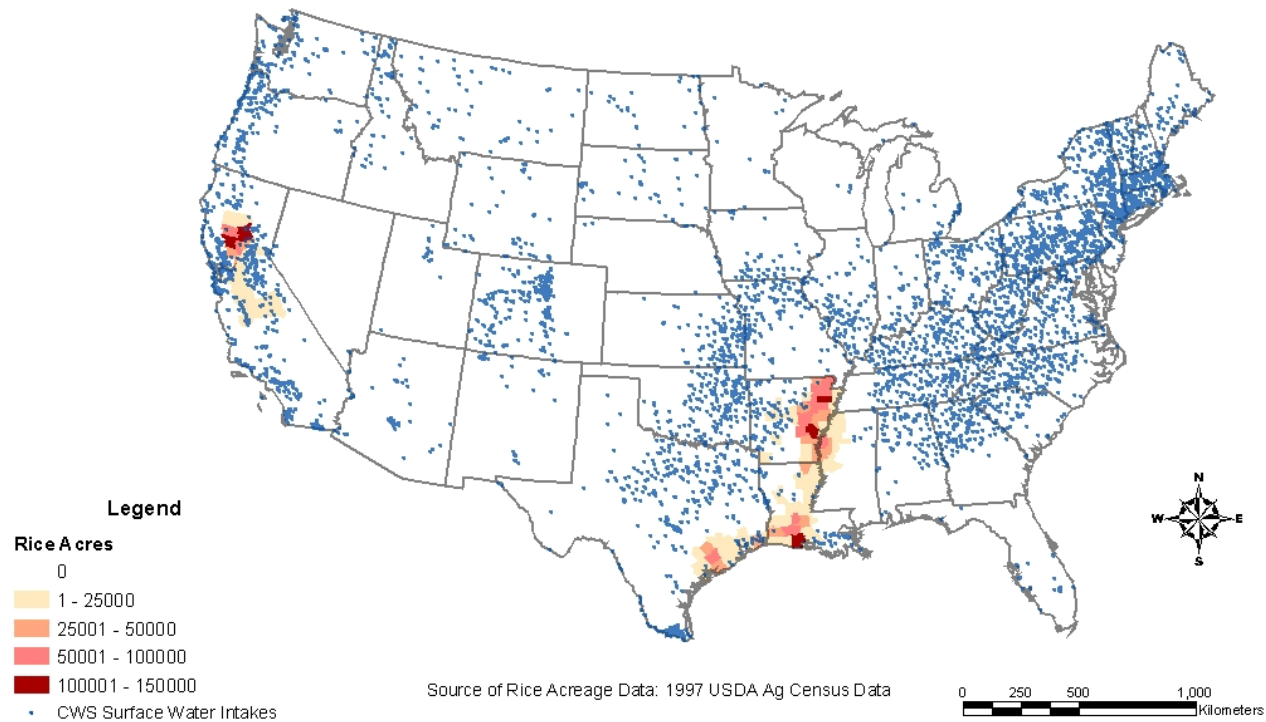 N
W E
S
Legend
Rice Acres
0
1 - 25000
25001 - 50000
50001 - 100000
100001 - 150000
CWS Surface Water Intakes
Source of Rice Acreage Data: 1997 USDA Ag Census Data
0 250 500 1,000
Kilometers